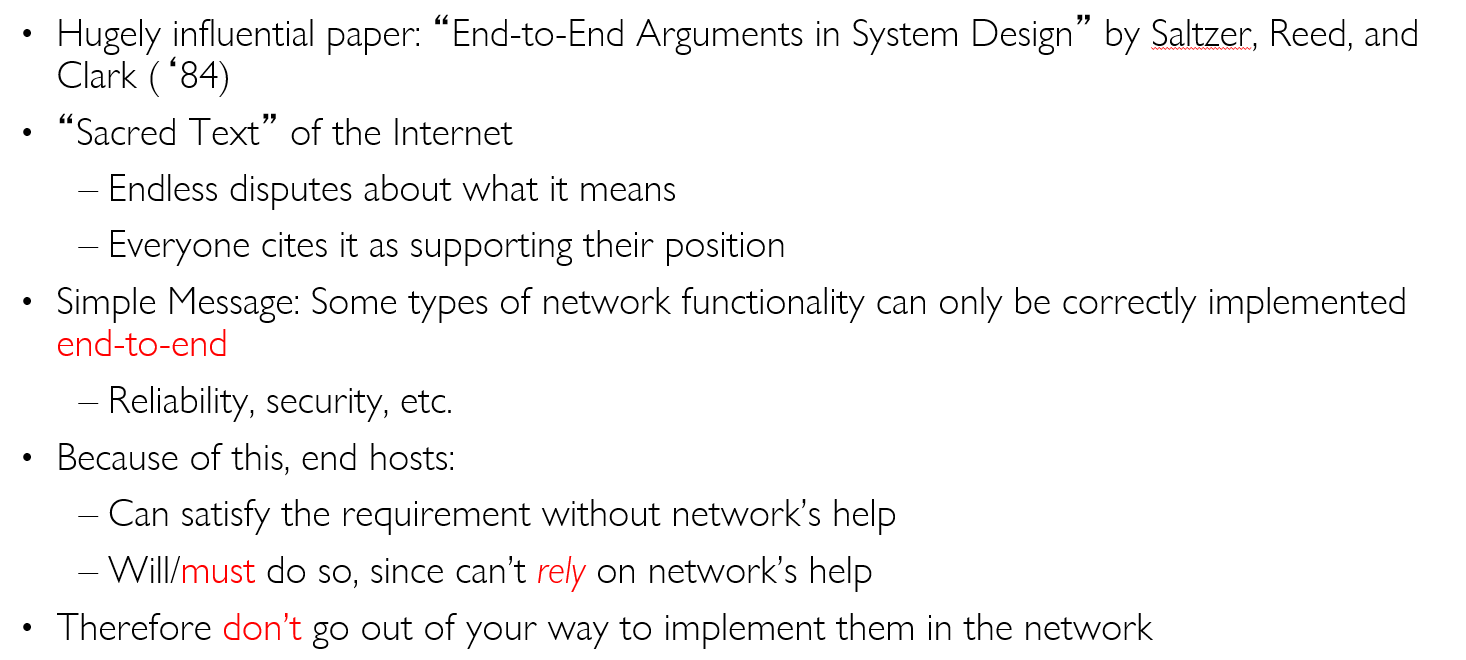 • Hugely influential paper: “End-to-End Arguments in System Design” by Saltzer, Reed, and
Clark ( ‘84)
• “Sacred Text” of the Internet
– Endless disputes about what it means
– Everyone cites it as supporting their position
• Simple Message: Some types of network functionality can only be correctly implemented
end-to-end
– Reliability, security, etc.
• Because of this, end hosts:
– Can satisfy the requirement without network’s help
– Will/must do so, since can’t rely on network’s help
• Therefore don’t go out of your way to implement them in the network